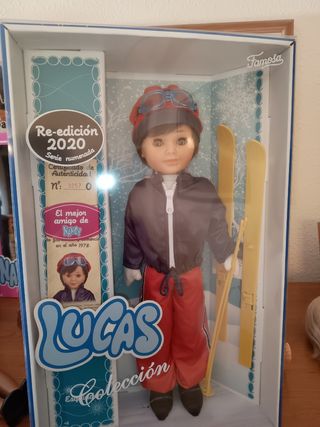 Famosa
Re-edición
2020
Serie numerada
Certificado de
Autenticidad
El mejor
amigo de
Nancy
en el año 1978.
LUCAS
Colección